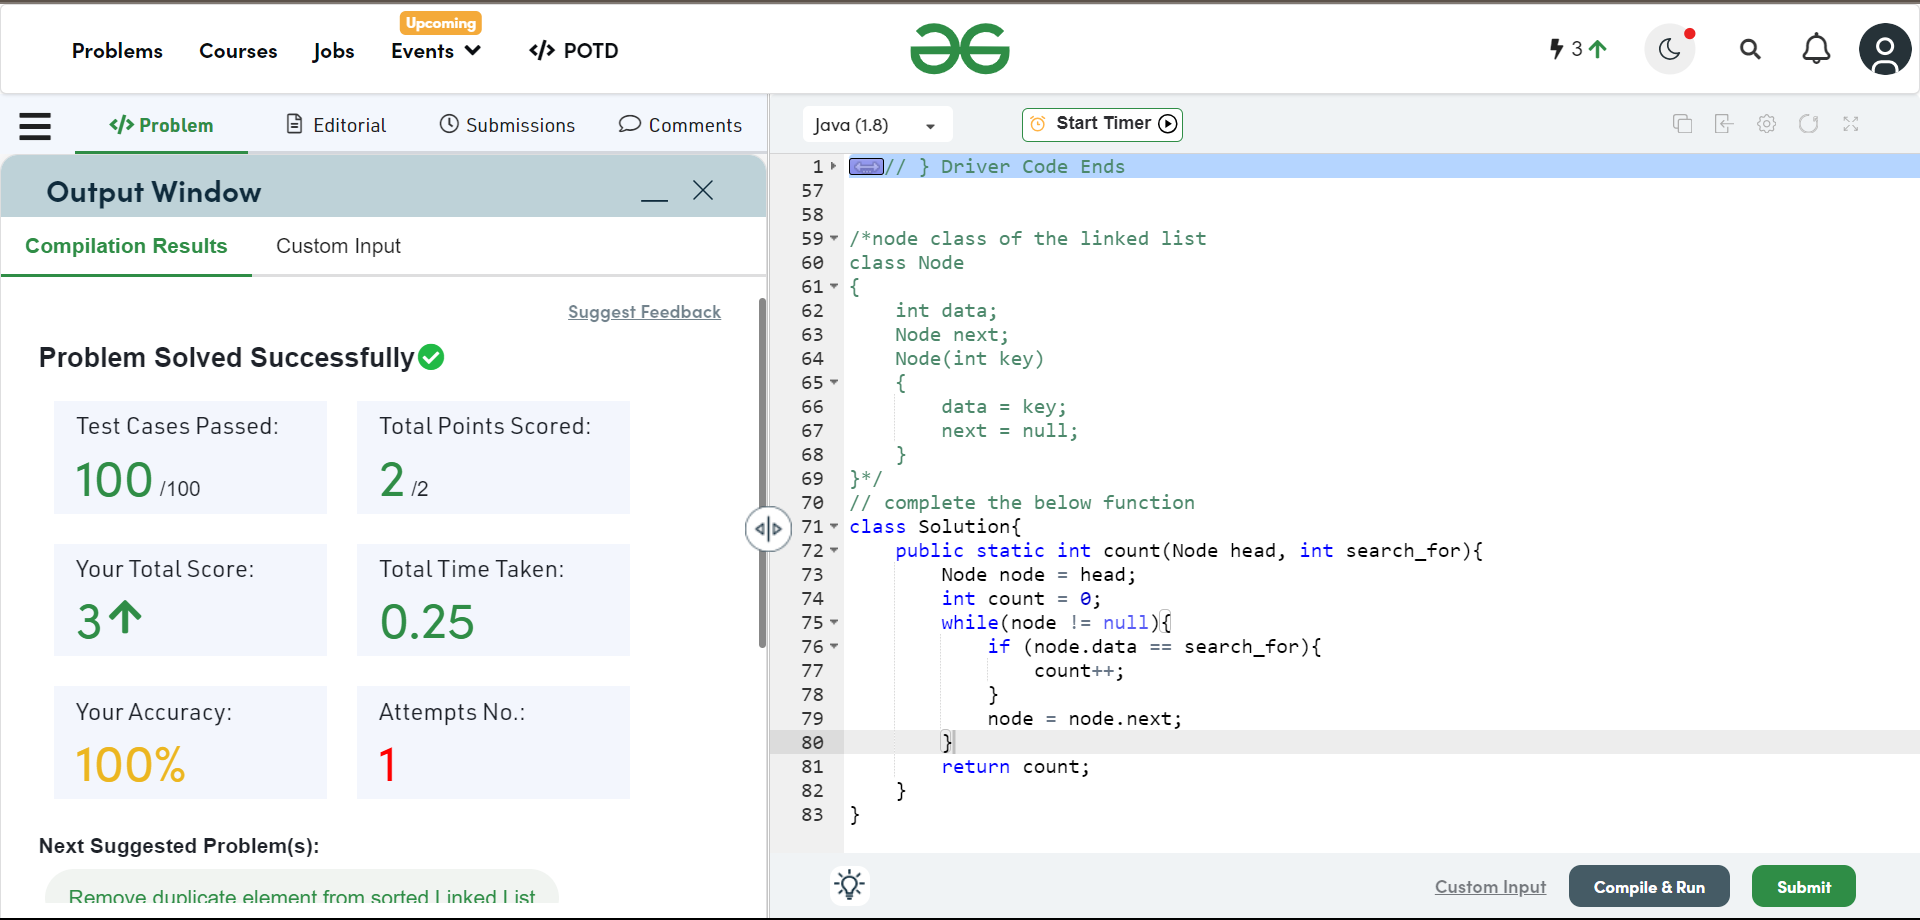 Problems Courses Jobs Upcoming Events </> POTD
3
</> Problem Editorial Submissions Comments
Output Window
Compilation Results Custom Input
Suggest Feedback
Problem Solved Successfully
Test Cases Passed: Total Points Scored:
100 /100 2 /2
Your Total Score: Total Time Taken:
3 0.25
Your Accuracy: Attempts No.:
100% 1
Next Suggested Problem(s):
Remove duplicate element from sorted Linked List
Java (1.8) Start Timer
1 // } Driver Code Ends
57
58
59 /*node class of the linked list
60 class Node
61 {
62     int data;
63     Node next;
64     Node(int key)
65     {
66         data = key;
67         next = null;
68     }
69 }*/
70 // complete the below function
71 class Solution{
72     public static int count(Node head, int search_for){
73         Node node = head;
74         int count = 0;
75         while(node != null){
76             if (node.data == search_for){
77                 count++;
78             }
79             node = node.next;
80         }
81         return count;
82     }
83 }
Custom Input Compile & Run Submit